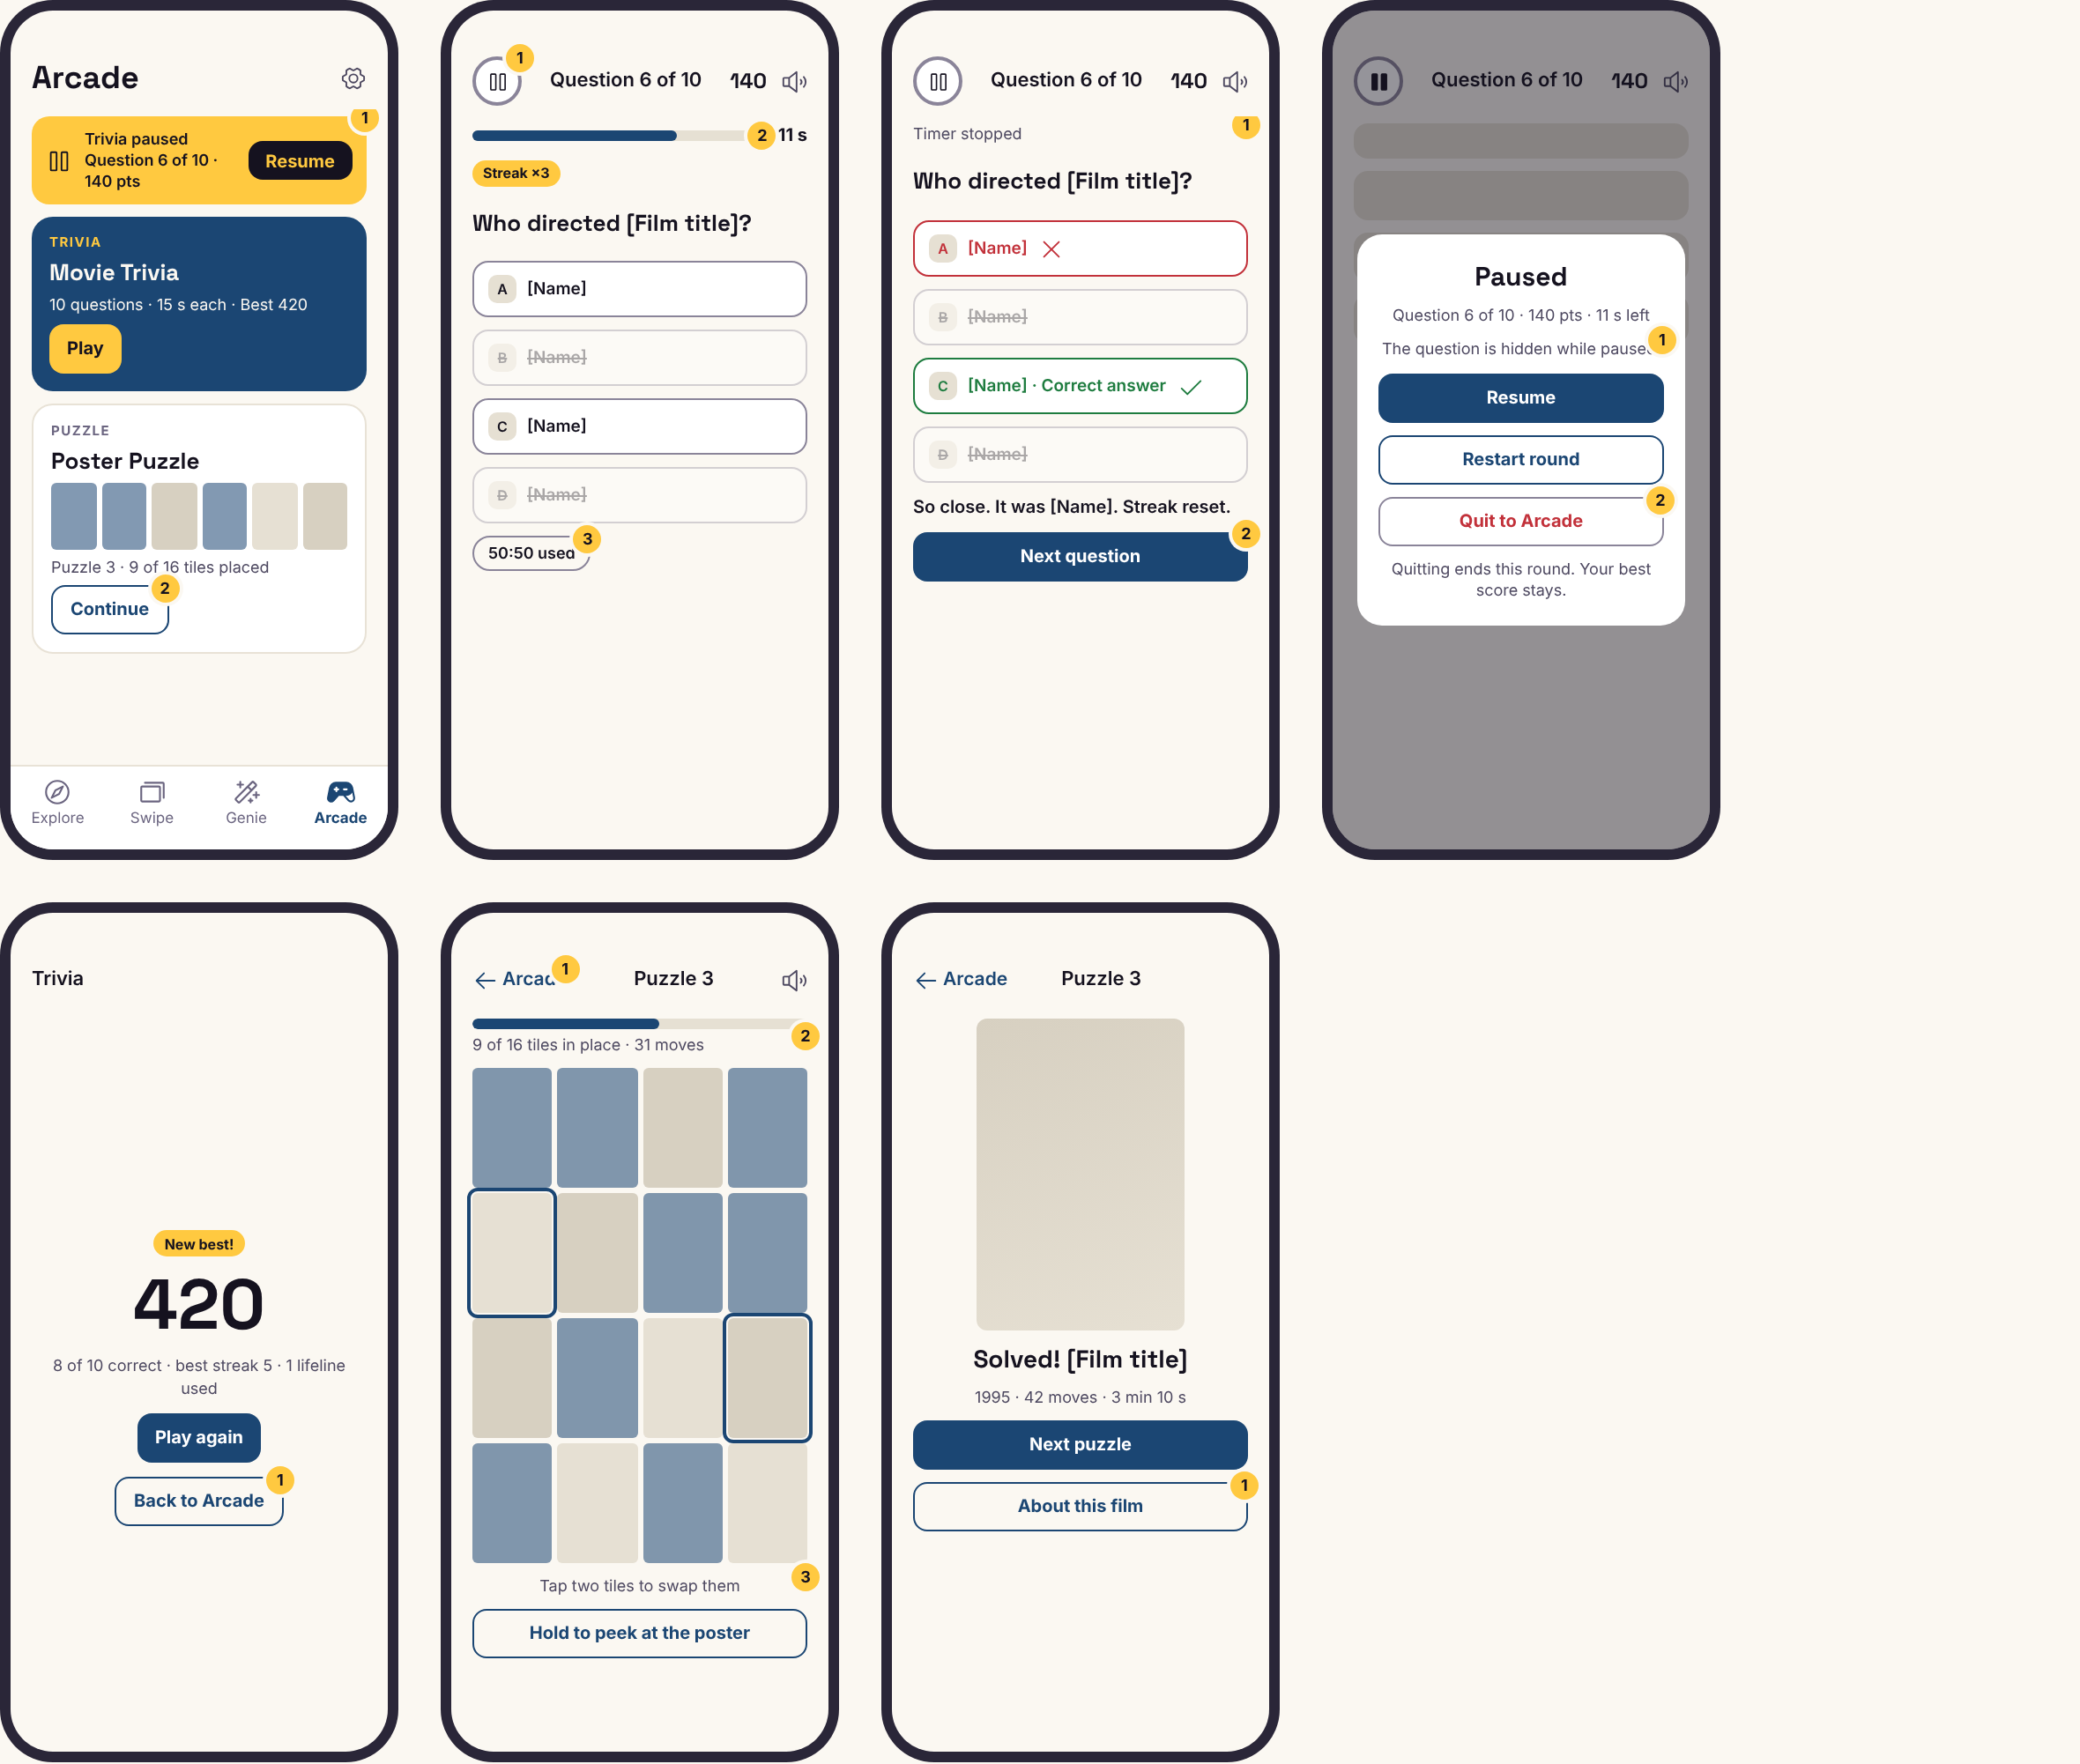 Arcade
1
Trivia paused
Question 6 of 10 ·
140 pts
Resume
TRIVIA
Movie Trivia
10 questions · 15 s each · Best 420
Play
PUZZLE
Poster Puzzle
Puzzle 3 · 9 of 16 tiles placed
2
Continue
Explore
Swipe
Genie
Arcade
1
Question 6 of 10
140
2
11 s
Streak ×3
Who directed [Film title]?
A
[Name]
B
[Name]
C
[Name]
D
[Name]
50:50 used
3
Question 6 of 10
140
Timer stopped
1
Who directed [Film title]?
A
[Name]
B
[Name]
C
[Name] · Correct answer
D
[Name]
So close. It was [Name]. Streak reset.
2
Next question
Question 6 of 10
140
Paused
Question 6 of 10 · 140 pts · 11 s left
1
The question is hidden while paused
Resume
Restart round
2
Quit to Arcade
Quitting ends this round. Your best
score stays.
Trivia
New best!
420
8 of 10 correct · best streak 5 · 1 lifeline
used
Play again
1
Back to Arcade
Arcade
1
Puzzle 3
2
9 of 16 tiles in place · 31 moves
3
Tap two tiles to swap them
Hold to peek at the poster
Arcade
Puzzle 3
Solved! [Film title]
1995 · 42 moves · 3 min 10 s
Next puzzle
1
About this film